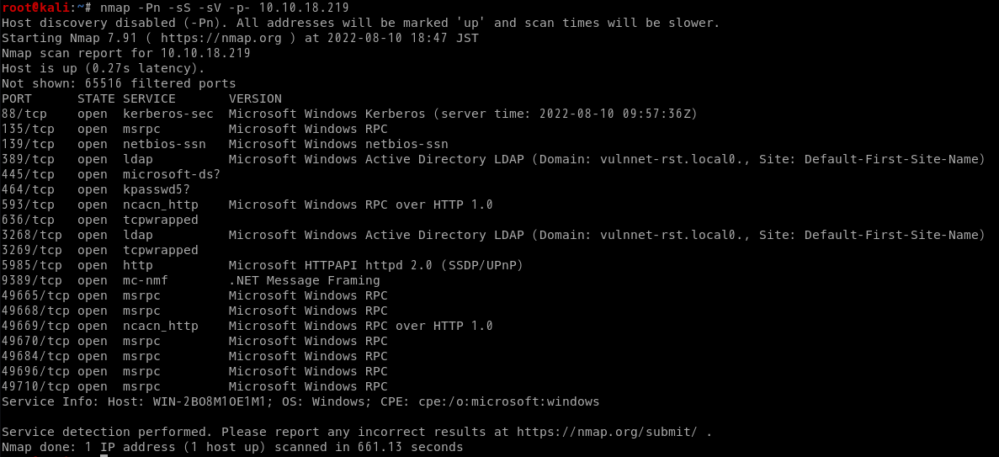 root@kali:~# nmap -Pn -sS -sV -p- 10.10.18.219
Host discovery disabled (-Pn). All addresses will be marked 'up' and scan times will be slower.
Starting Nmap 7.91 ( https://nmap.org ) at 2022-08-10 18:47 JST
Nmap scan report for 10.10.18.219
Host is up (0.27s latency).
Not shown: 65516 filtered ports
PORT      STATE SERVICE       VERSION
88/tcp    open  kerberos-sec  Microsoft Windows Kerberos (server time: 2022-08-10 09:57:36Z)
135/tcp   open  msrpc         Microsoft Windows RPC
139/tcp   open  netbios-ssn   Microsoft Windows netbios-ssn
389/tcp   open  ldap          Microsoft Windows Active Directory LDAP (Domain: vulnnet-rst.local0., Site: Default-First-Site-Name)
445/tcp   open  microsoft-ds?
464/tcp   open  kpasswd5?
593/tcp   open  ncacn_http    Microsoft Windows RPC over HTTP 1.0
636/tcp   open  tcpwrapped
3268/tcp  open  ldap          Microsoft Windows Active Directory LDAP (Domain: vulnnet-rst.local0., Site: Default-First-Site-Name)
3269/tcp  open  tcpwrapped
5985/tcp  open  http          Microsoft HTTPAPI httpd 2.0 (SSDP/UPnP)
9389/tcp  open  mc-nmf        .NET Message Framing
49665/tcp open  msrpc         Microsoft Windows RPC
49668/tcp open  msrpc         Microsoft Windows RPC
49669/tcp open  ncacn_http    Microsoft Windows RPC over HTTP 1.0
49670/tcp open  msrpc         Microsoft Windows RPC
49684/tcp open  msrpc         Microsoft Windows RPC
49696/tcp open  msrpc         Microsoft Windows RPC
49710/tcp open  msrpc         Microsoft Windows RPC
Service Info: Host: WIN-2BO8M1OE1M1; OS: Windows; CPE: cpe:/o:microsoft:windows

Service detection performed. Please report any incorrect results at https://nmap.org/submit/ .
Nmap done: 1 IP address (1 host up) scanned in 661.13 seconds